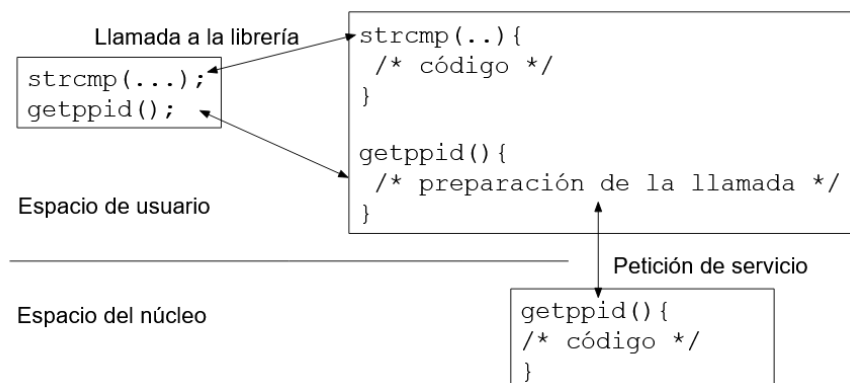 Llamada a la librería
strcmp(...);
getppid();
strcmp(..){
/* código */
}
getppid(){
/* preparación de la llamada */
}
Espacio de usuario
Petición de servicio
Espacio del núcleo
getppid(){
/* código */
}